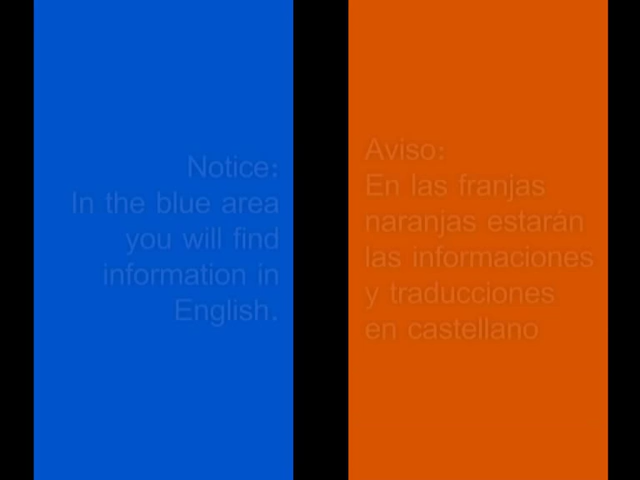 Notice:
In the blue area
you will find
information in
English.
Aviso:
En las franjas
naranjas estarán
las informaciones
y traducciones
en castellano